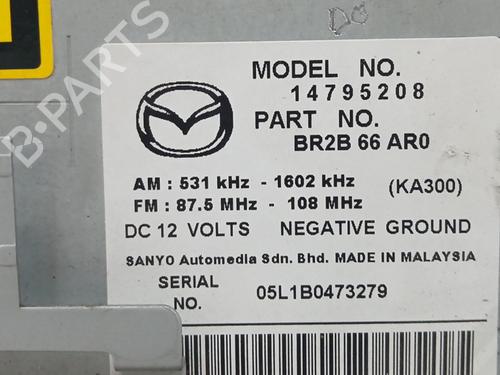 MODEL NO.
14795208
PART NO.
BR2B 66 AR0
AM : 531 kHz - 1602 kHz
(KA300)
FM : 87.5 MHz - 108 MHz
DC 12 VOLTS NEGATIVE GROUND
SANYO Automedia Sdn. Bhd. MADE IN MALAYSIA
SERIAL
NO.
05L1B0473279